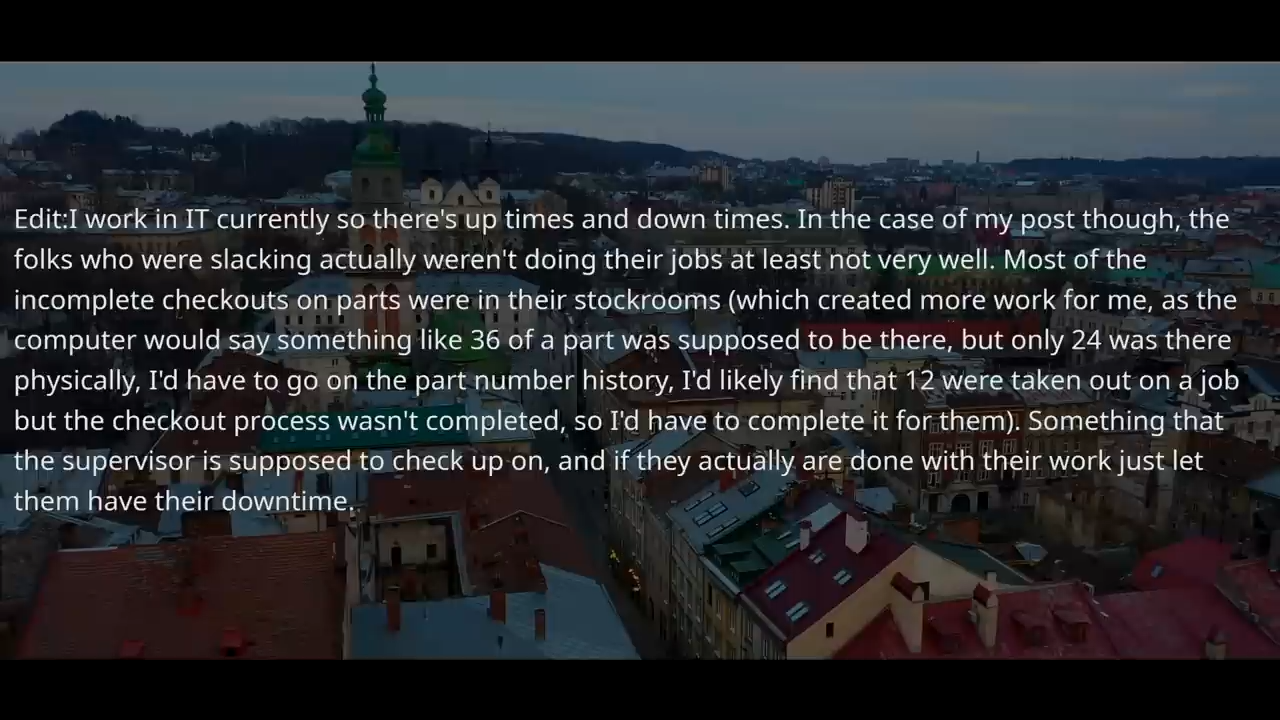 Edit:I work in IT currently so there's up times and down times. In the case of my post though, the
folks who were slacking actually weren't doing their jobs at least not very well. Most of the
incomplete checkouts on parts were in their stockrooms (which created more work for me, as the
computer would say something like 36 of a part was supposed to be there, but only 24 was there
physically, I'd have to go on the part number history, I'd likely find that 12 were taken out on a job
but the checkout process wasn't completed, so I'd have to complete it for them). Something that
the supervisor is supposed to check up on, and if they actually are done with their work just let
them have their downtime.